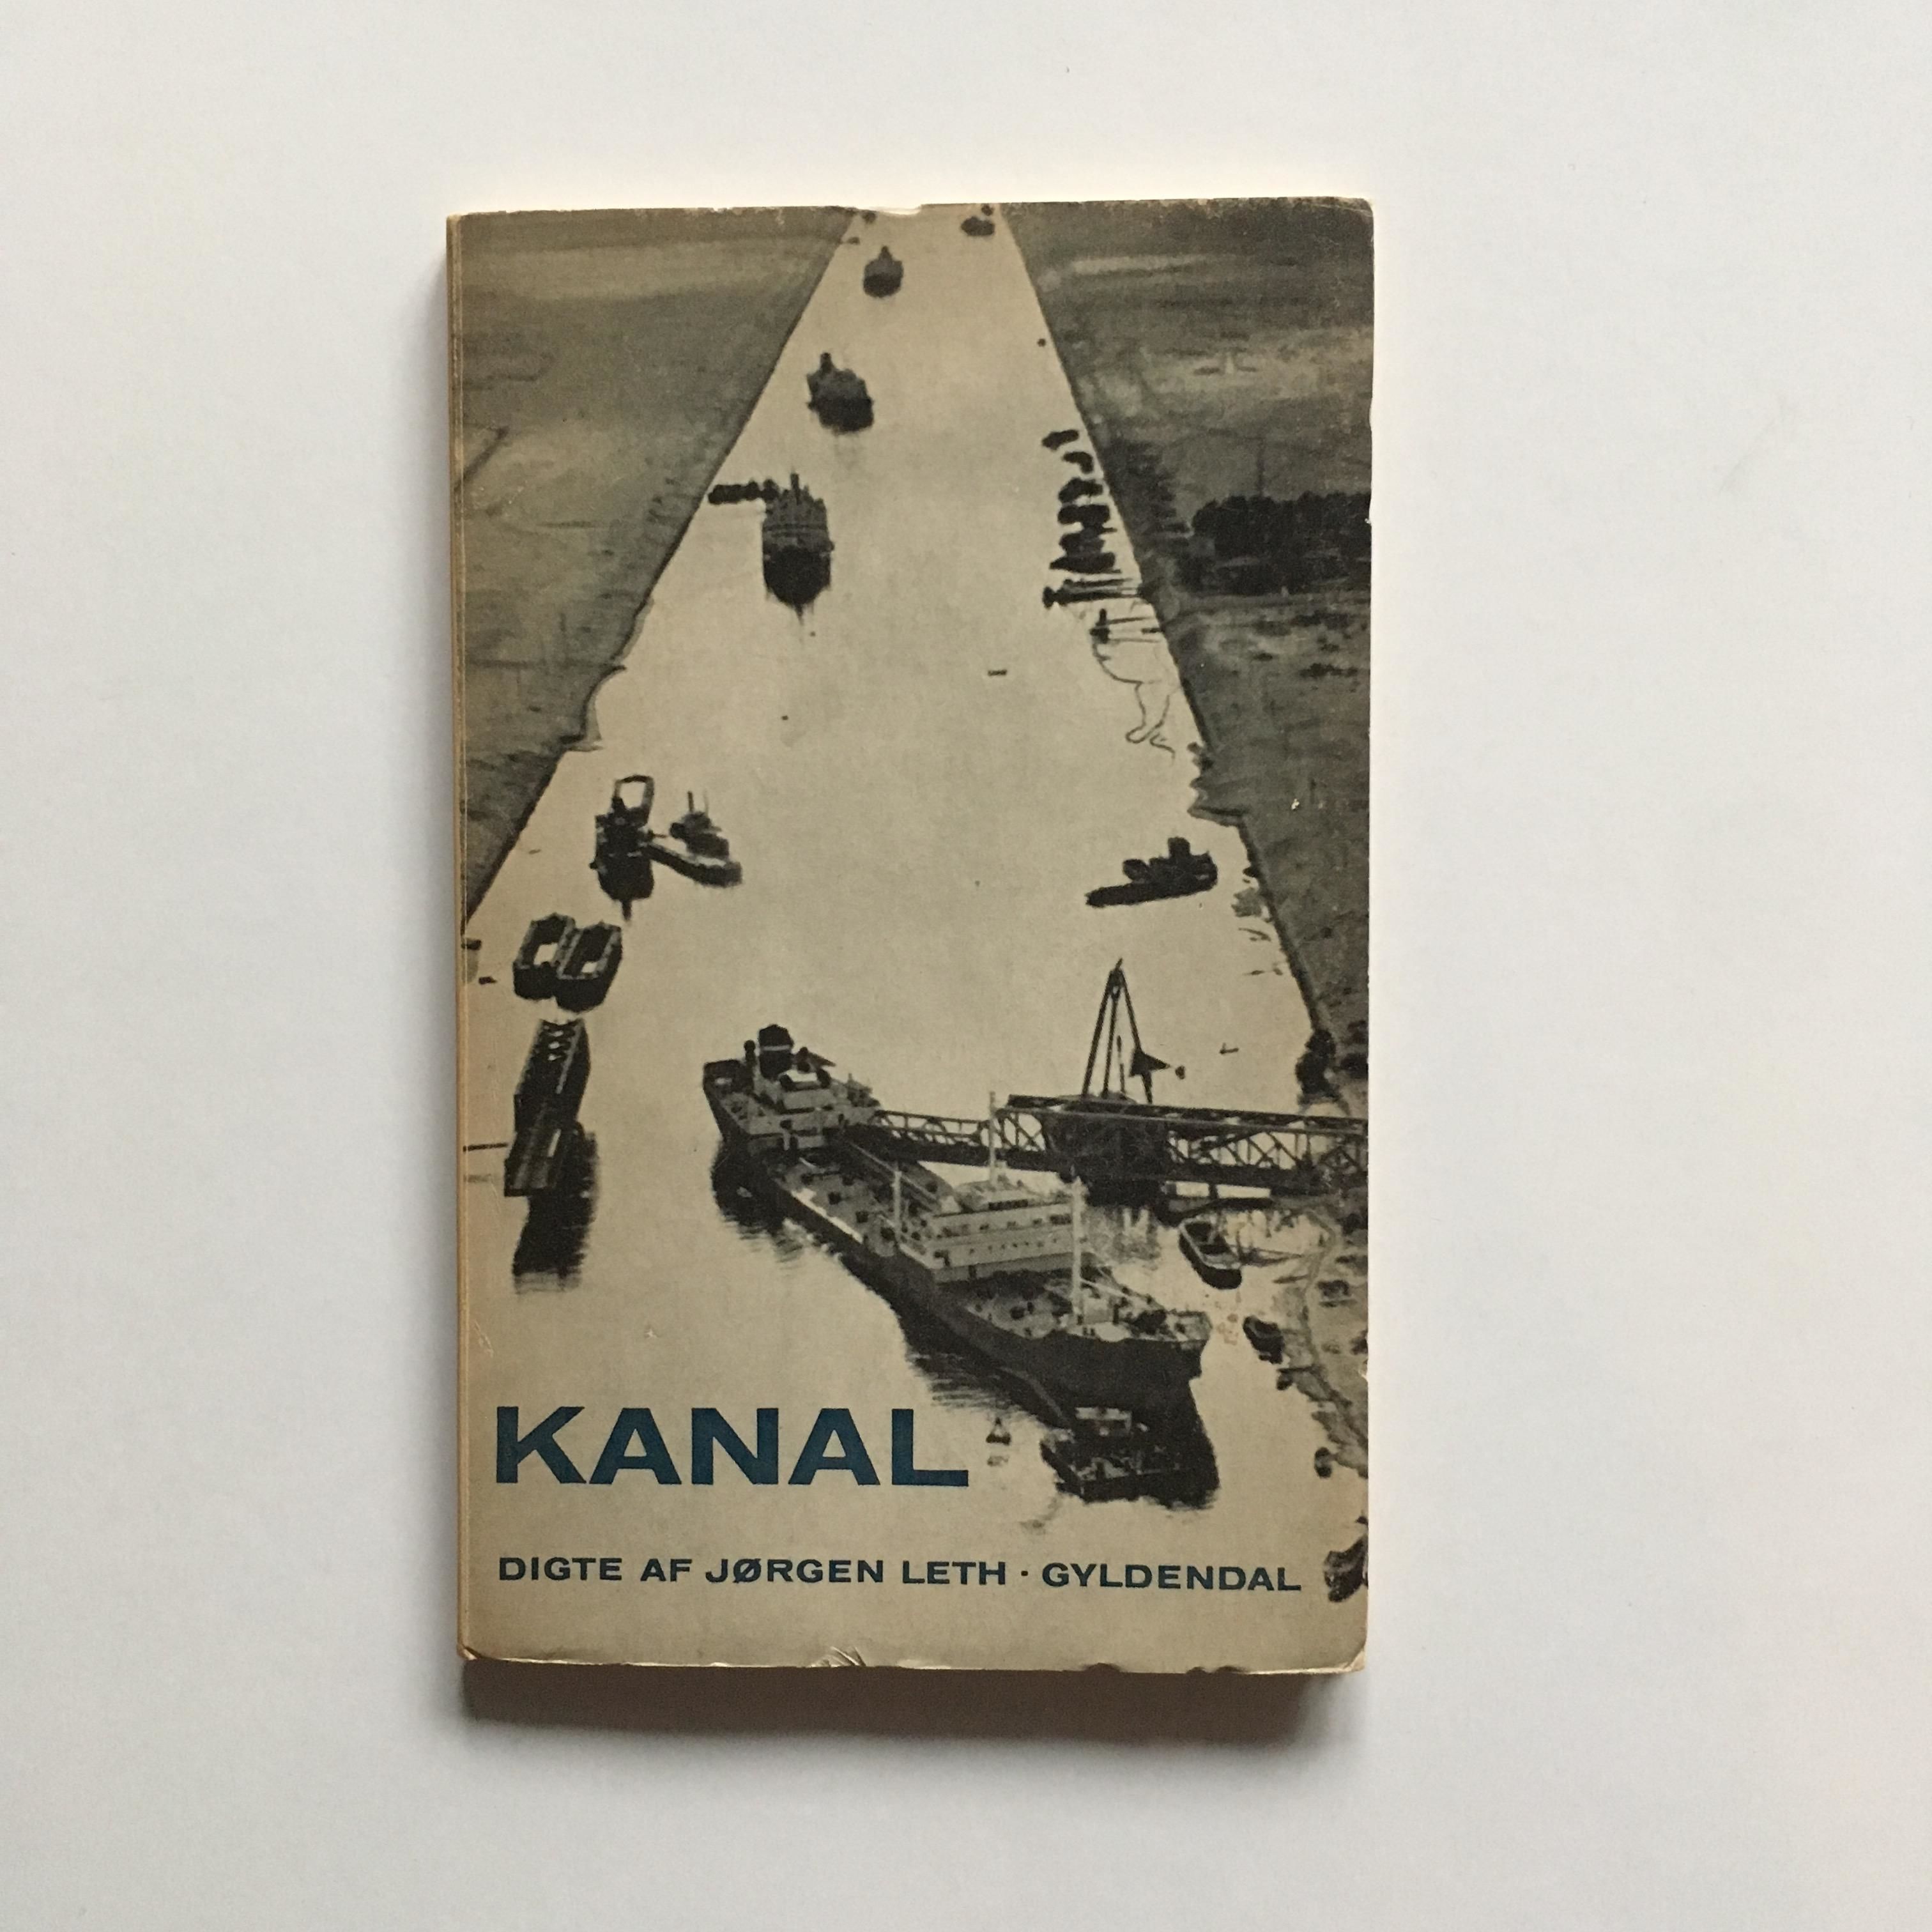 KANAL
DIGTE AF JØRGEN LETH · GYLDENDAL